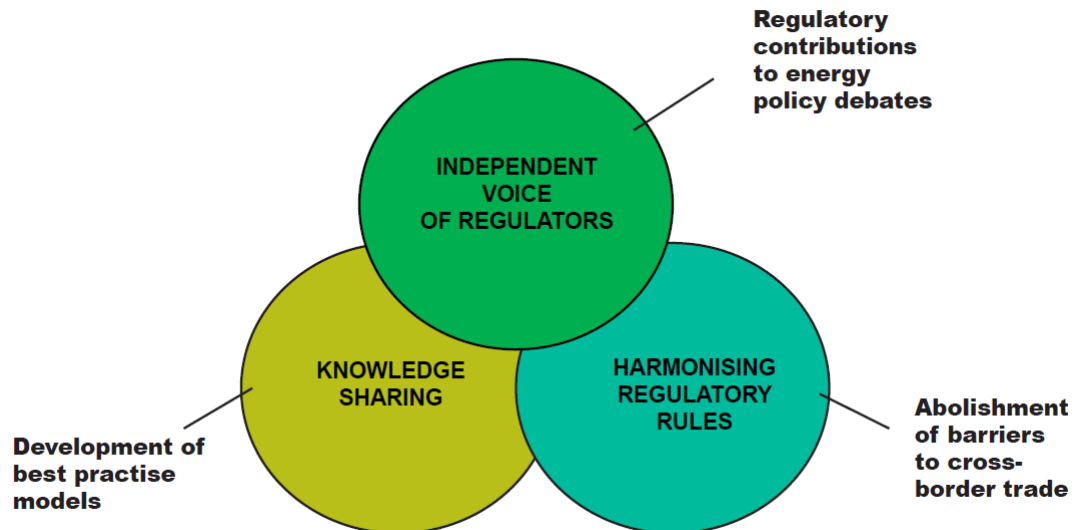 Regulatory
contributions
to energy
policy debates
INDEPENDENT
VOICE
OF REGULATORS
KNOWLEDGE
SHARING
HARMONISING
REGULATORY
RULES
Development of
best practise
models
Abolishment
of barriers
to cross-
border trade